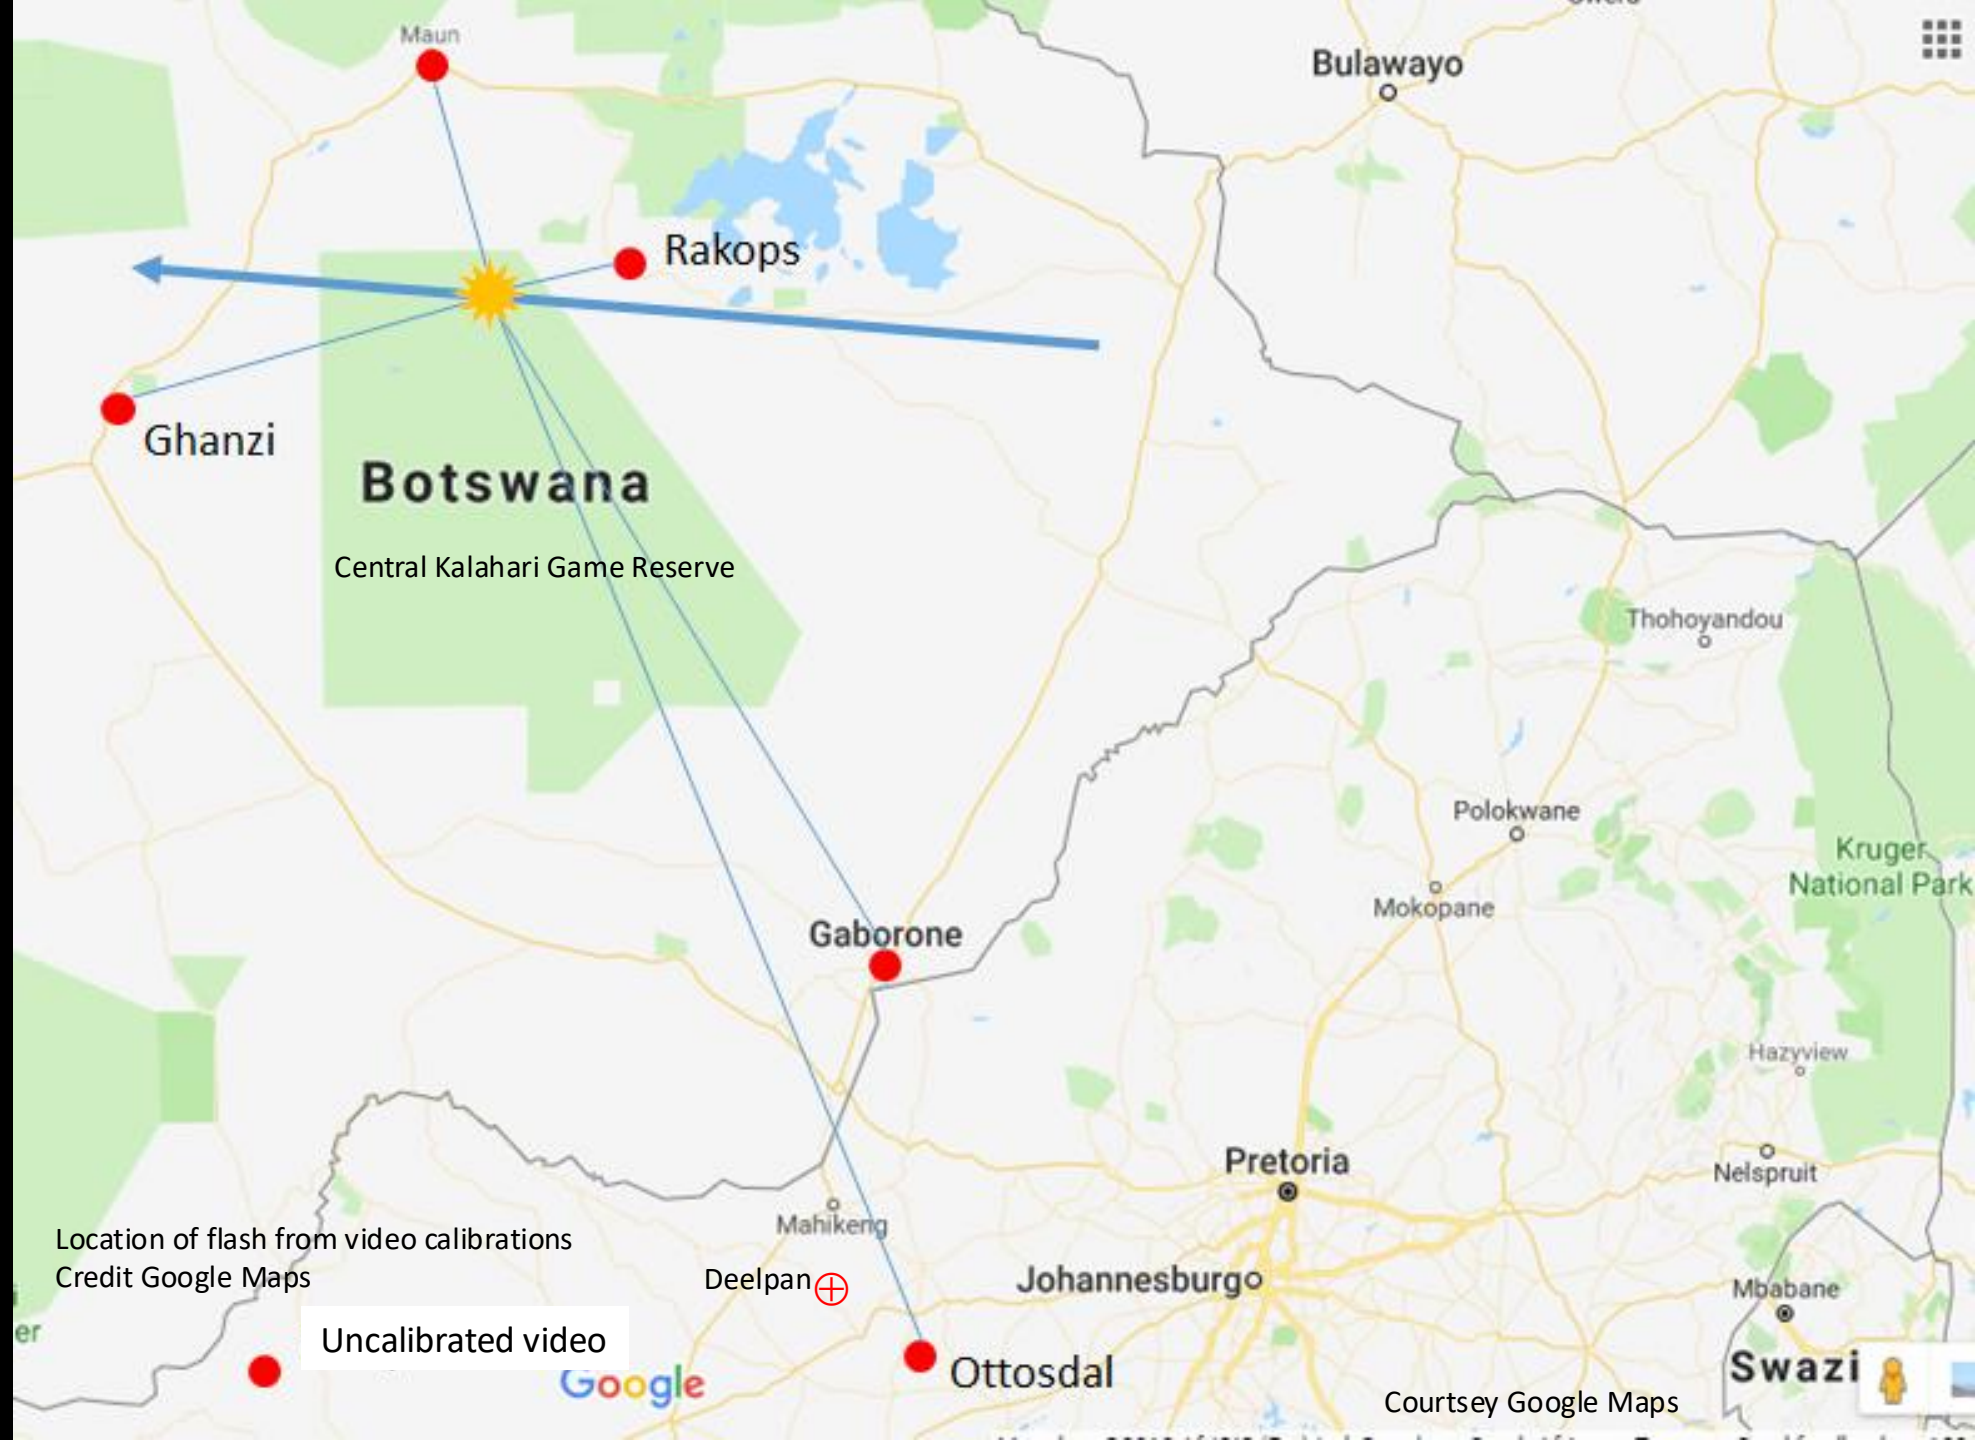 Maun
Bulawayo
Rakops
Ghanzi
Botswana
Central Kalahari Game Reserve
Thohoyandou
Polokwane
Kruger
National Park
Mokopane
Gaborone
Hazyview
Pretoria
Nelspruit
Mahikeng
Location of flash from video calibrations
Credit Google Maps
Deelpan
Johannesburg
Mbabane
er
Uncalibrated video
Google
Ottosdal
Swazi
Courtsey Google Maps